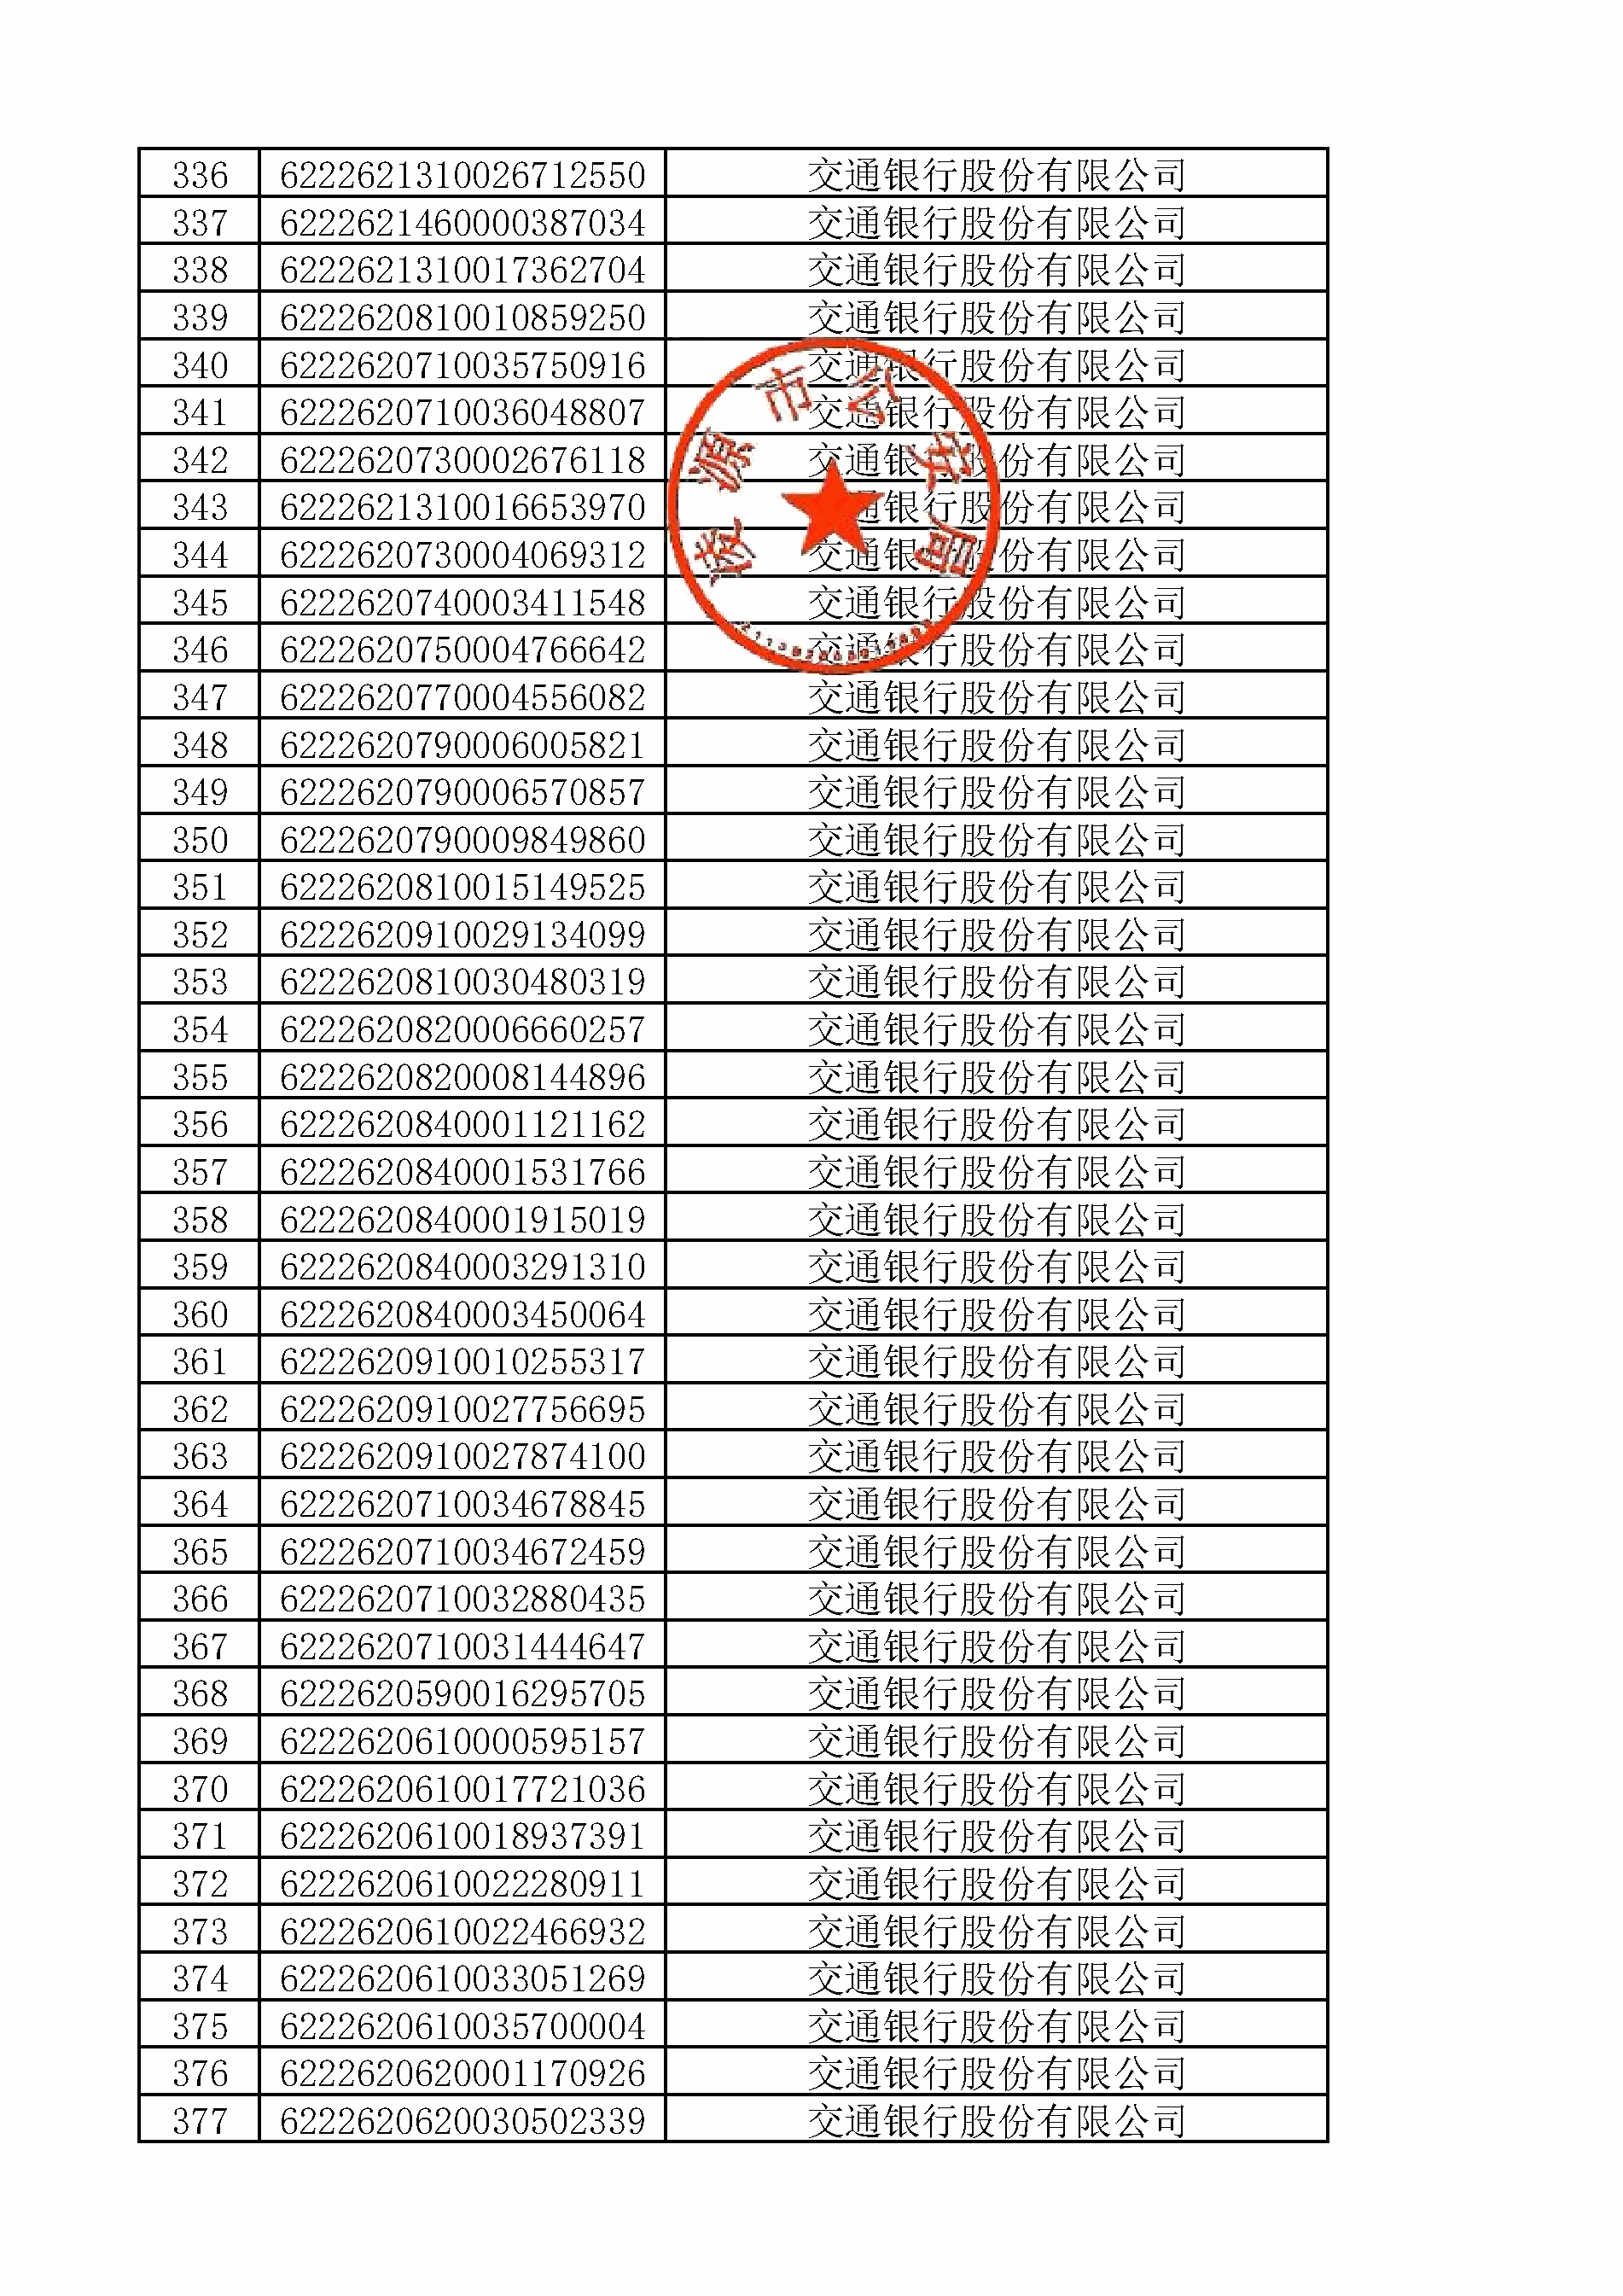 336 6222621310026712550 交通银行股份有限公司
337 6222621460000387034 交通银行股份有限公司
338 6222621310017362704 交通银行股份有限公司
339 6222620810010859250 交通银行股份有限公司
340 6222620710035750916 交通银行股份有限公司
341 6222620710036048807 交通银行股份有限公司
342 6222620730002676118 交通银行股份有限公司
343 6222621310016653970 交通银行股份有限公司
344 6222620730004069312 交通银行股份有限公司
345 6222620740003411548 交通银行股份有限公司
346 6222620750004766642 交通银行股份有限公司
347 6222620770004556082 交通银行股份有限公司
348 6222620790006005821 交通银行股份有限公司
349 6222620790006570857 交通银行股份有限公司
350 6222620790009849860 交通银行股份有限公司
351 6222620810015149525 交通银行股份有限公司
352 6222620910029134099 交通银行股份有限公司
353 6222620810030480319 交通银行股份有限公司
354 6222620820006660257 交通银行股份有限公司
355 6222620820008144896 交通银行股份有限公司
356 6222620840001121162 交通银行股份有限公司
357 6222620840001531766 交通银行股份有限公司
358 6222620840001915019 交通银行股份有限公司
359 6222620840003291310 交通银行股份有限公司
360 6222620840003450064 交通银行股份有限公司
361 6222620910010255317 交通银行股份有限公司
362 6222620910027756695 交通银行股份有限公司
363 6222620910027874100 交通银行股份有限公司
364 6222620710034678845 交通银行股份有限公司
365 6222620710034672459 交通银行股份有限公司
366 6222620710032880435 交通银行股份有限公司
367 6222620710031444647 交通银行股份有限公司
368 6222620590016295705 交通银行股份有限公司
369 6222620610000595157 交通银行股份有限公司
370 6222620610017721036 交通银行股份有限公司
371 6222620610018937391 交通银行股份有限公司
372 6222620610022280911 交通银行股份有限公司
373 6222620610022466932 交通银行股份有限公司
374 6222620610033051269 交通银行股份有限公司
375 6222620610035700004 交通银行股份有限公司
376 6222620620001170926 交通银行股份有限公司
377 6222620620030502339 交通银行股份有限公司
凌源市公安局